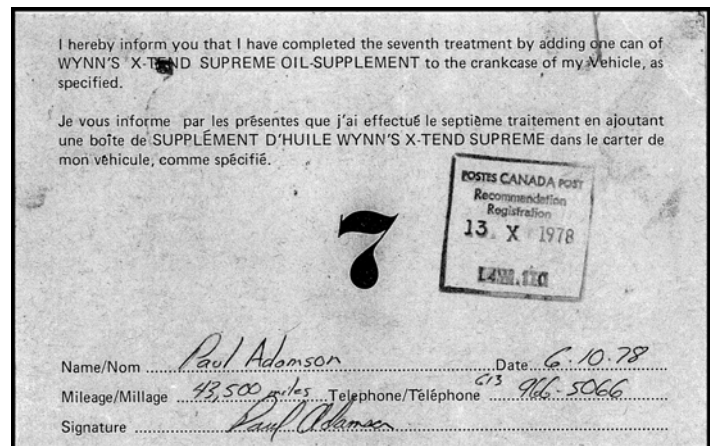 I hereby inform you that I have completed the seventh treatment by adding one can of
WYNN'S X-TEND SUPREME OIL-SUPPLEMENT to the crankcase of my Vehicle, as
specified.
Je vous informe par les présentes que j'ai effectué le septième traitement en ajoutant
une boîte de SUPPLÉMENT D'HUILE WYNN'S X-TEND SUPREME dans le carter de
mon véhicule, comme spécifié.
POSTES CANADA POST
Recommendation
Registration
13. X 1978
7
Name/Nom Paul Adamson Date 6.10.78
Mileage/Millage 43,500 miles Telephone/Téléphone 613 966-5066
Signature Paul Adamson